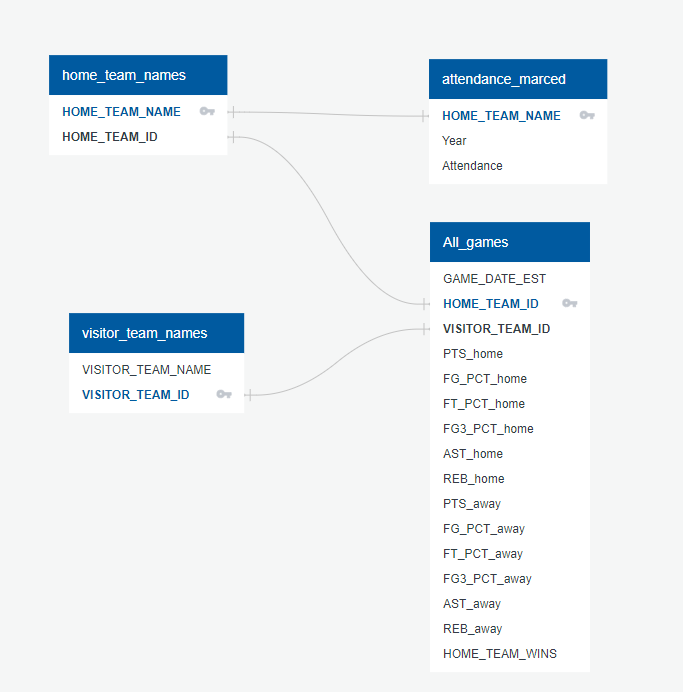 home_team_names
HOME_TEAM_NAME
HOME_TEAM_ID
attendance_marced
HOME_TEAM_NAME
Year
Attendance
All_games
GAME_DATE_EST
HOME_TEAM_ID
VISITOR_TEAM_ID
PTS_home
FG_PCT_home
FT_PCT_home
FG3_PCT_home
AST_home
REB_home
PTS_away
FG_PCT_away
FT_PCT_away
FG3_PCT_away
AST_away
REB_away
HOME_TEAM_WINS
visitor_team_names
VISITOR_TEAM_NAME
VISITOR_TEAM_ID